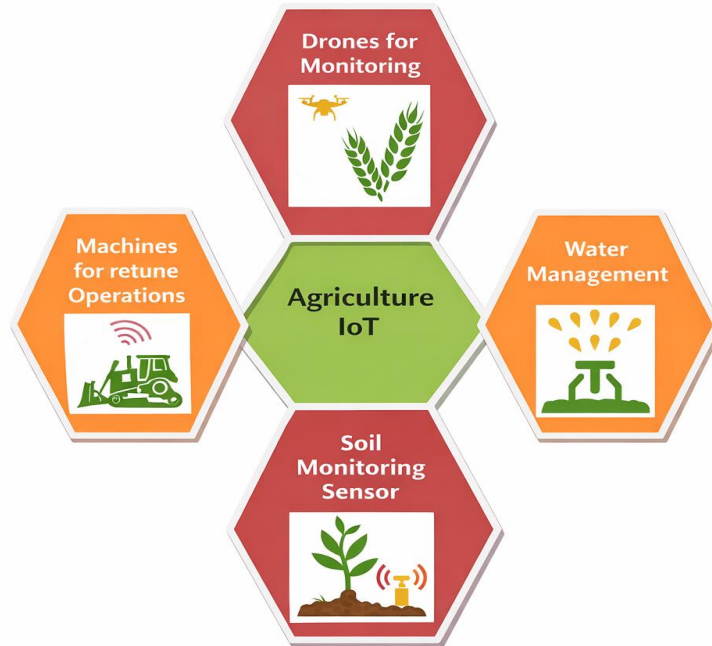 Drones for
Monitoring
Machines
for retune
Operations
Agriculture
IoT
Water
Management
Soil
Monitoring
Sensor